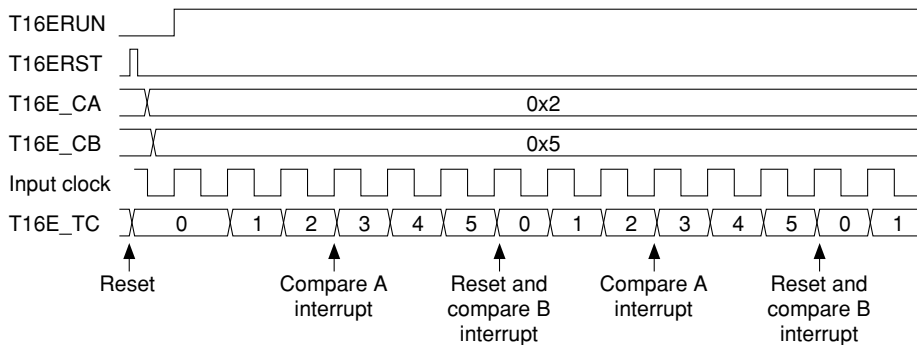 T16ERUN
T16ERST
T16E_CA 0x2
T16E_CB 0x5
Input clock
T16E_TC 0 1 2 3 4 5 0 1 2 3 4 5 0 1
Reset Compare A Reset and Compare A Reset and
interrupt compare B interrupt compare B
interrupt interrupt